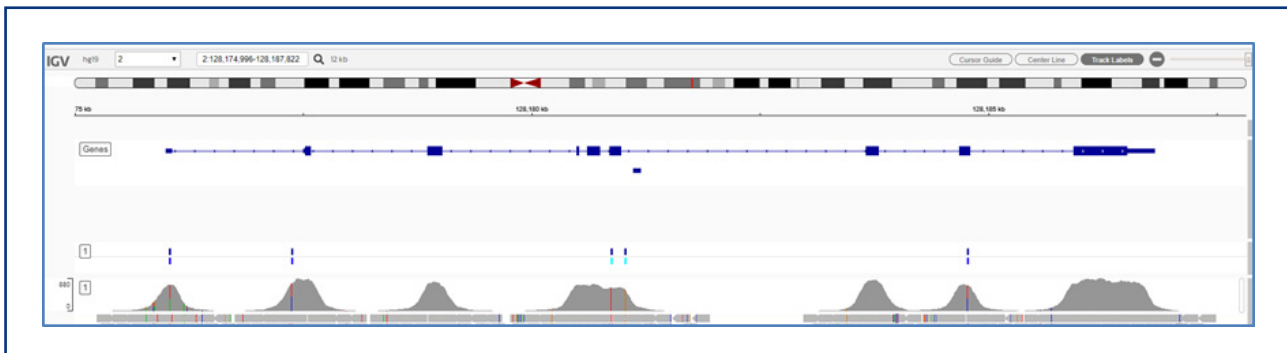 IGV hg19 2 2:128,174,996-128,187,822 12 kb Cursor Guide Center Line Track Labels
75 kb 128,180 kb 128,185 kb
Genes
1
880 1
0